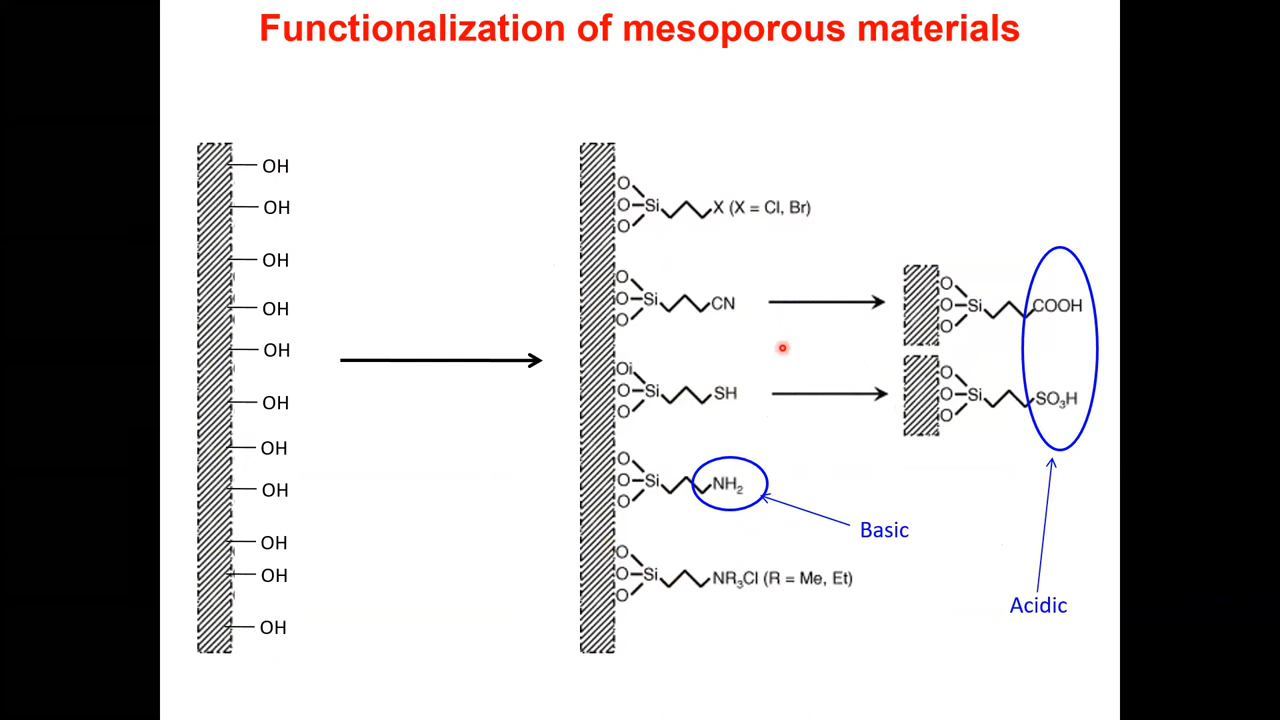 Functionalization of mesoporous materials
OH
OH
OH
OH
OH
OH
OH
OH
OH
OH
OH
O
O–Si X (X = Cl, Br)
O
O
O–Si CN
O
Oi
O–Si SH
O
O
O–Si NH₂
O
O
O–Si NR₃Cl (R = Me, Et)
O
O
O–Si COOH
O
O
O–Si SO₃H
O
Basic
Acidic